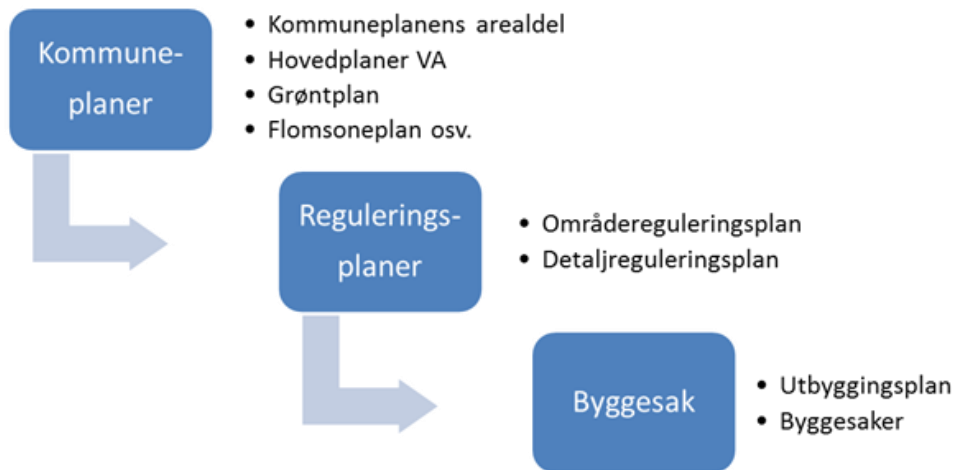 Kommune-
planer
• Kommuneplanens arealdel
• Hovedplaner VA
• Grøntplan
• Flomsoneplan osv.
Regulerings-
planer
• Områdereguleringsplan
• Detaljreguleringsplan
Byggesak
• Utbyggingsplan
• Byggesaker